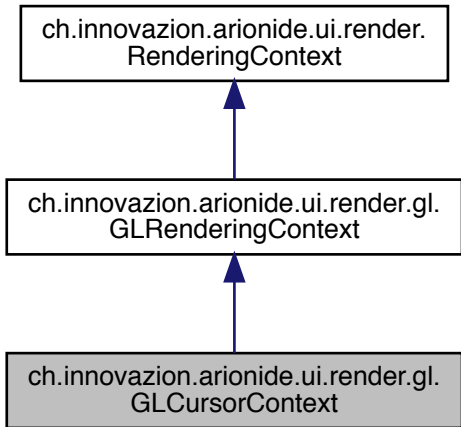 ch.innovazion.arionide.ui.render.
RenderingContext
ch.innovazion.arionide.ui.render.gl.
GLRenderingContext
ch.innovazion.arionide.ui.render.gl.
GLCursorContext